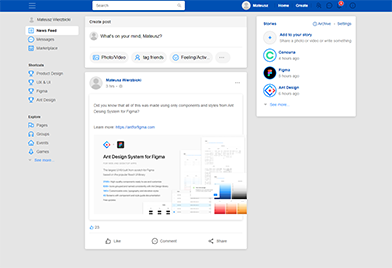 Search
Mateusz
Home
Create
Mateusz Wierzbicki
News Feed
Messages
Marketplace
Shortcuts
Product Design
UX & UI
Figma
Ant Design
Explore
Pages
Groups
Events
Games
See more...
Create post
What's on your mind, Mateusz?
Photo/Video
tag friends
Feeling/Activ...
Mateusz Wierzbicki
3 hrs
Did you know that all of this was made using only components and styles from Ant
Design System for Figma?
Learn more: https://antforfigma.com
Ant Design System for Figma
23
Like
Comment
Share
Stories
Archive
Settings
Add to your story
Share a photo or video or write something
6 hours ago
Figma
6 hours ago
Ant Design
6 hours ago
See more...